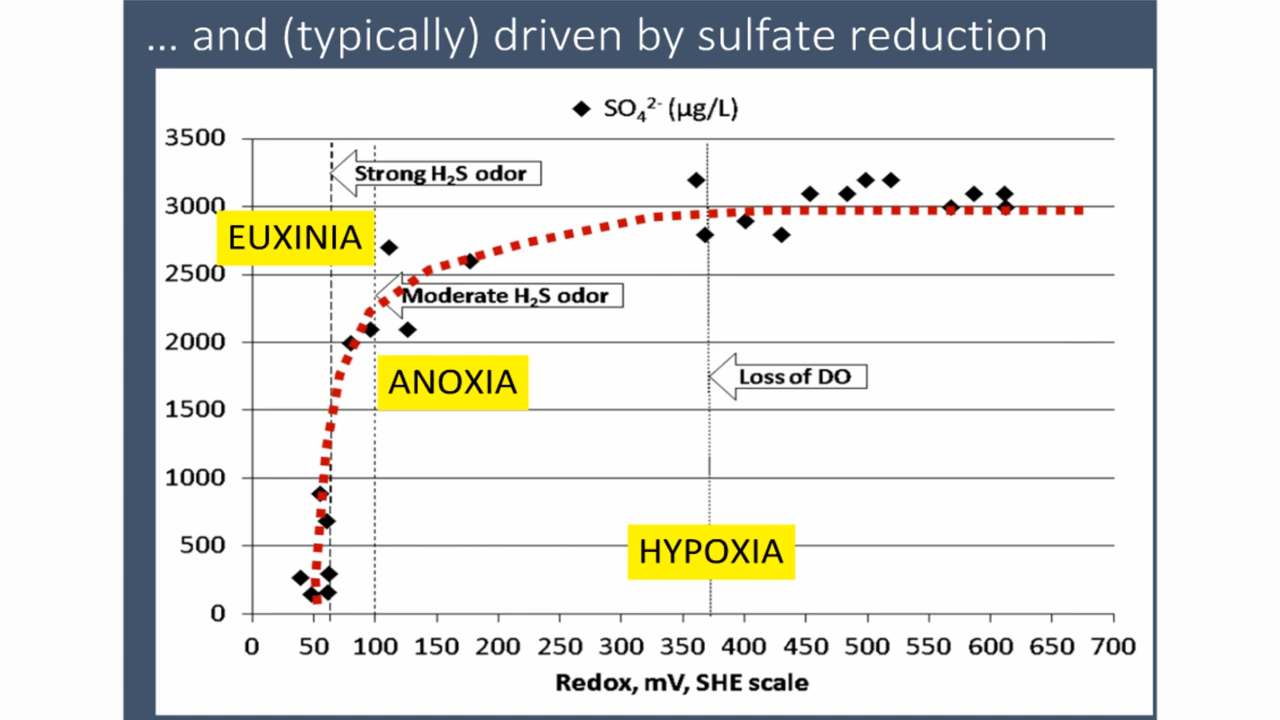 ... and (typically) driven by sulfate reduction
SO₄²⁻ (µg/L)
3500
3000
2500
2000
1500
1000
500
0
Strong H₂S odor
EUXINIA
Moderate H₂S odor
ANOXIA
Loss of DO
HYPOXIA
0 50 100 150 200 250 300 350 400 450 500 550 600 650 700
Redox, mV, SHE scale